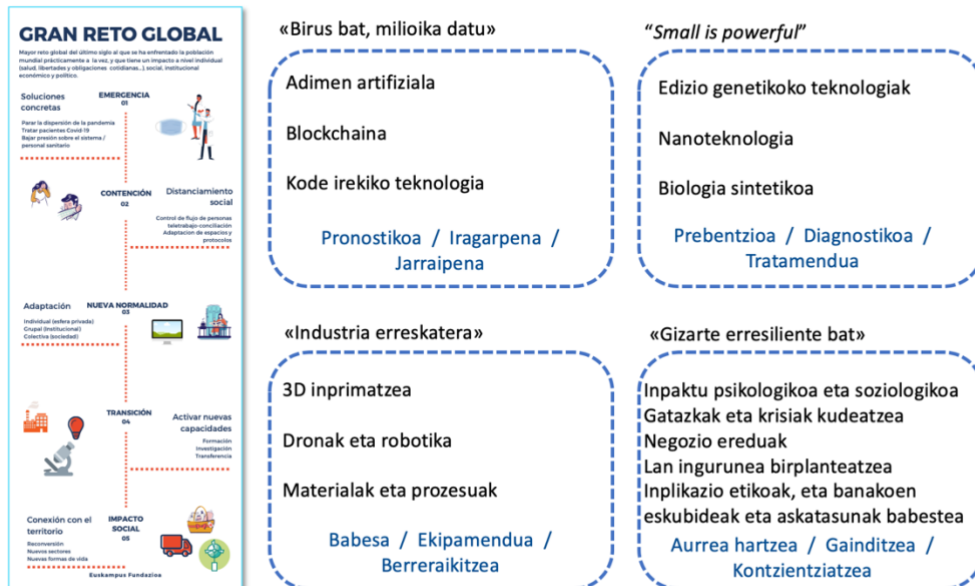 GRAN RETO GLOBAL
Mayor reto global del último siglo al que se ha enfrentado la población
mundial prácticamente a la vez, y que tiene un impacto a nivel individual
(salud, libertades y obligaciones cotidianas...), social, institucional
económico y político.
Soluciones
concretas
EMERGENCIA
01
Parar la dispersión de la pandemia
Tratar pacientes Covid-19
Bajar presión sobre el sistema /
personal sanitario
CONTENCIÓN
02
Distanciamiento
social
Control de flujo de personas
teletrabajo-conciliación
Adaptacion de espacios y
protocolos
Adaptación
NUEVA NORMALIDAD
03
Individual (esfera privada)
Grupal (institucional)
Colectiva (sociedad)
TRANSICIÓN
04
Activar nuevas
capacidades
Formación
Investigación
Transferencia
Conexión con el
territorio
IMPACTO
SOCIAL
05
Reconversión
Nuevos sectores
Nuevas formas de vida
Euskampus Fundazioa
«Birus bat, milioika datu»
Adimen artifiziala
Blockchaina
Kode irekiko teknologia
Pronostikoa / Iragarpena /
Jarraipena
“Small is powerful”
Edizio genetikoko teknologiak
Nanoteknologia
Biologia sintetikoa
Prebentzioa / Diagnostikoa /
Tratamendua
«Industria erreskatera»
3D inprimatzea
Dronak eta robotika
Materialak eta prozesuak
Babesa / Ekipamendua /
Berreraikitzea
«Gizarte erresiliente bat»
Inpaktu psikologikoa eta soziologikoa
Gatazkak eta krisiak kudeatzea
Negozio ereduak
Lan ingurunea birplanteatzea
Inplikazio etikoak, eta banakoen
eskubideak eta askatasunak babestea
Aurrea hartzea / Gainditzea /
Kontzientziatzea